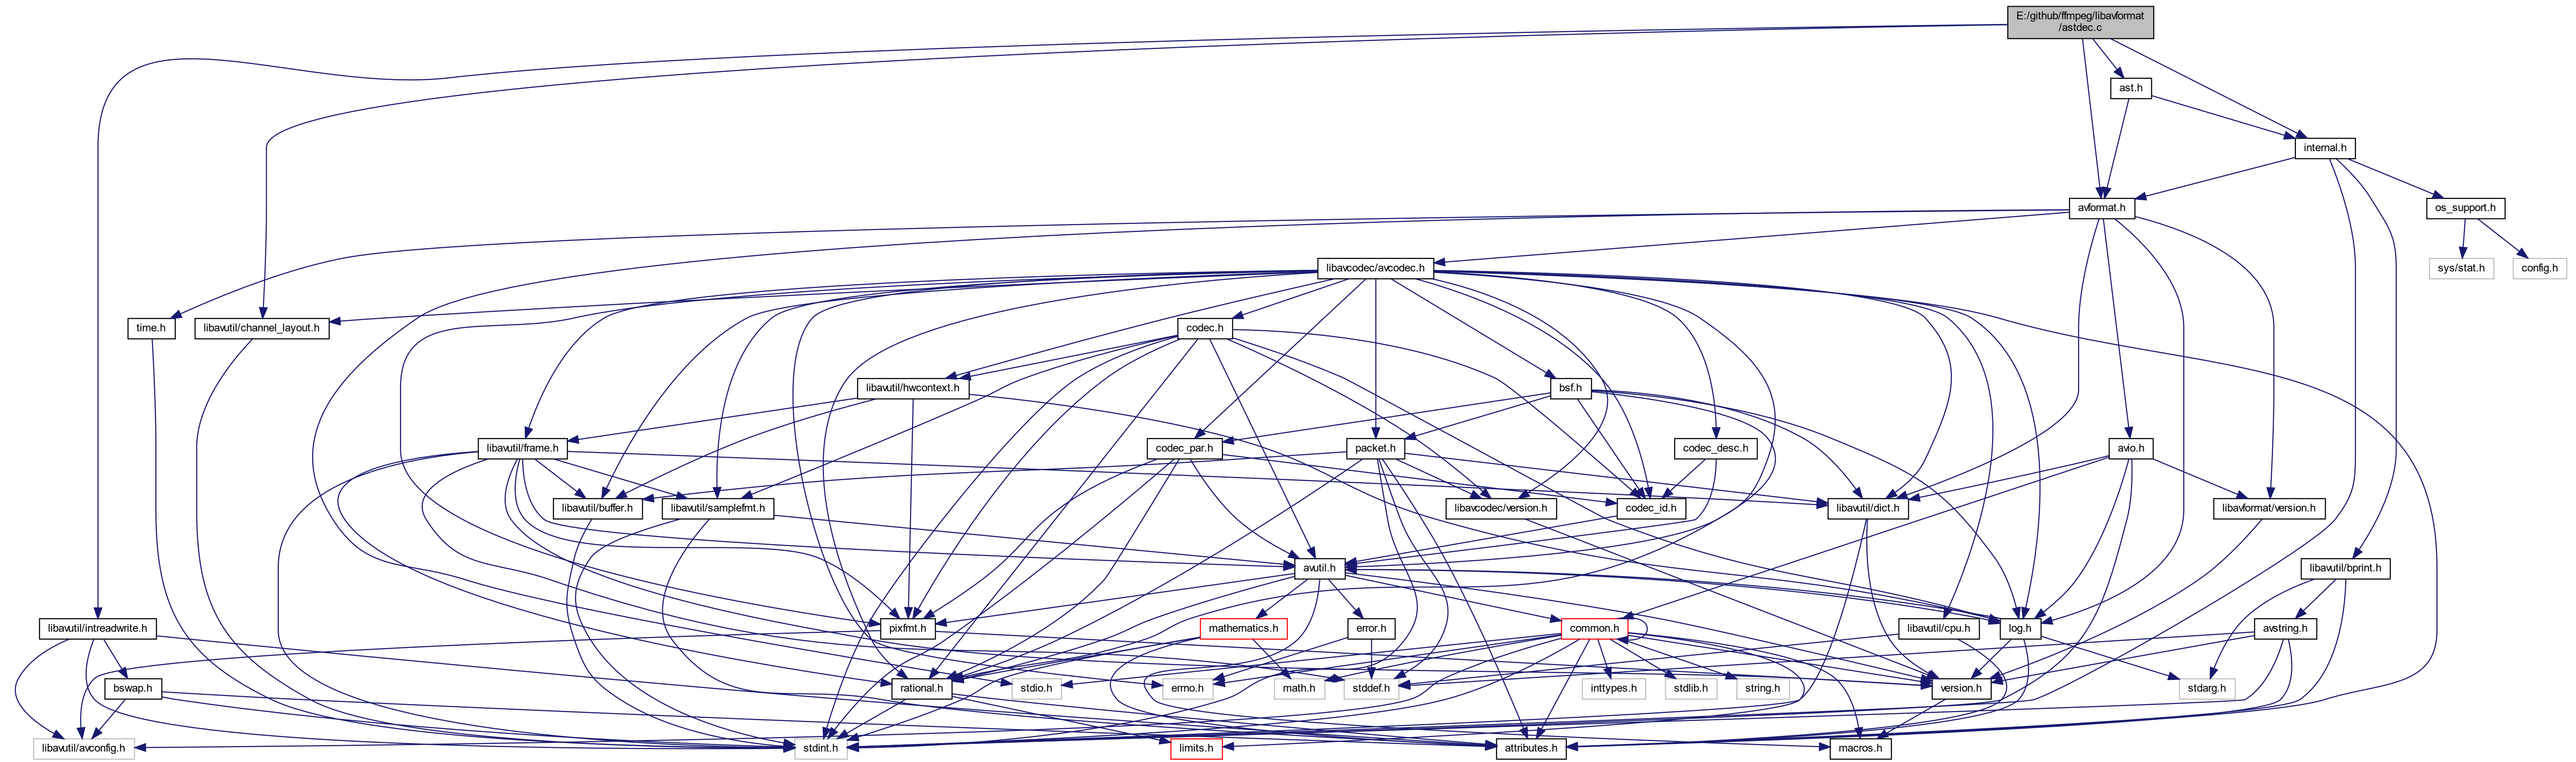 E:/github/ffmpeg/libavformat
/astdec.c
ast.h
internal.h
avformat.h
os_support.h
libavcodec/avcodec.h
sys/stat.h
config.h
time.h
libavutil/channel_layout.h
codec.h
libavutil/hwcontext.h
bsf.h
libavutil/frame.h
codec_par.h
packet.h
codec_desc.h
avio.h
libavutil/buffer.h
libavutil/samplefmt.h
libavcodec/version.h
codec_id.h
libavutil/dict.h
libavformat/version.h
avutil.h
libavutil/bprint.h
libavutil/intreadwrite.h
pixfmt.h
mathematics.h
error.h
common.h
libavutil/cpu.h
log.h
avstring.h
bswap.h
rational.h
stdio.h
errno.h
math.h
stddef.h
inttypes.h
stdlib.h
string.h
version.h
stdarg.h
libavutil/avconfig.h
stdint.h
limits.h
attributes.h
macros.h